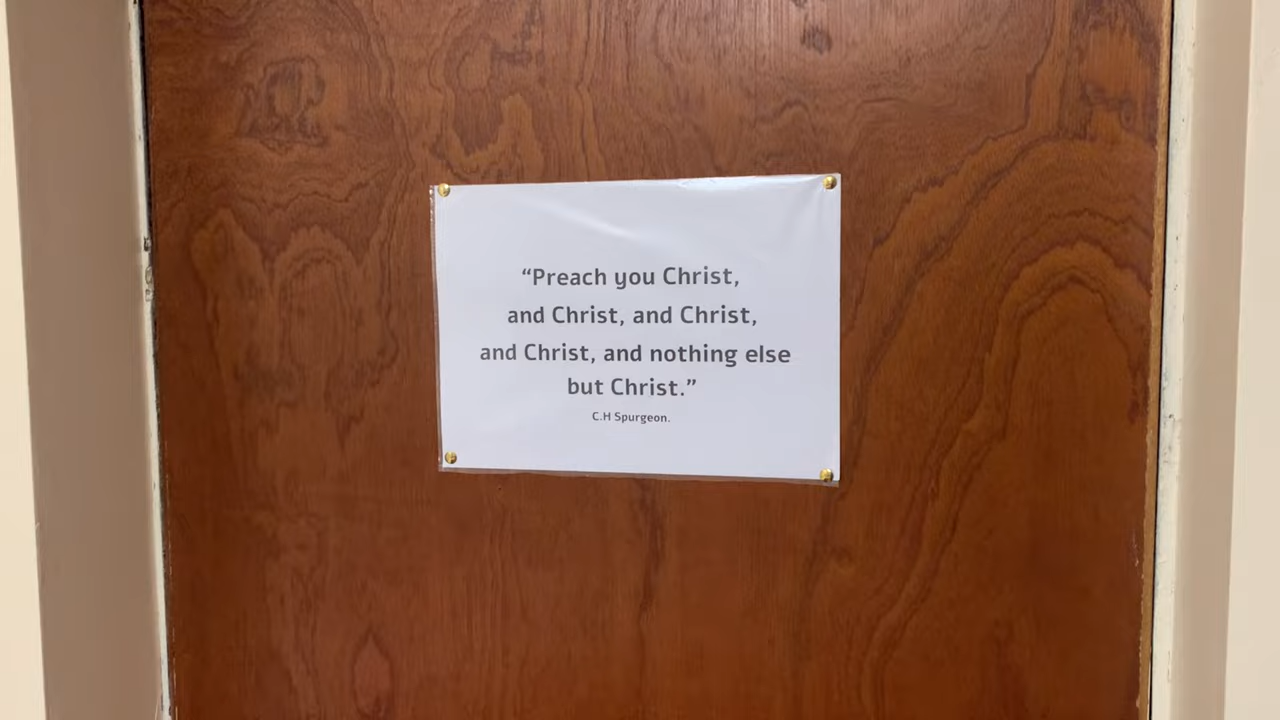 “Preach you Christ,
and Christ, and Christ,
and Christ, and nothing else
but Christ.”
C.H Spurgeon.